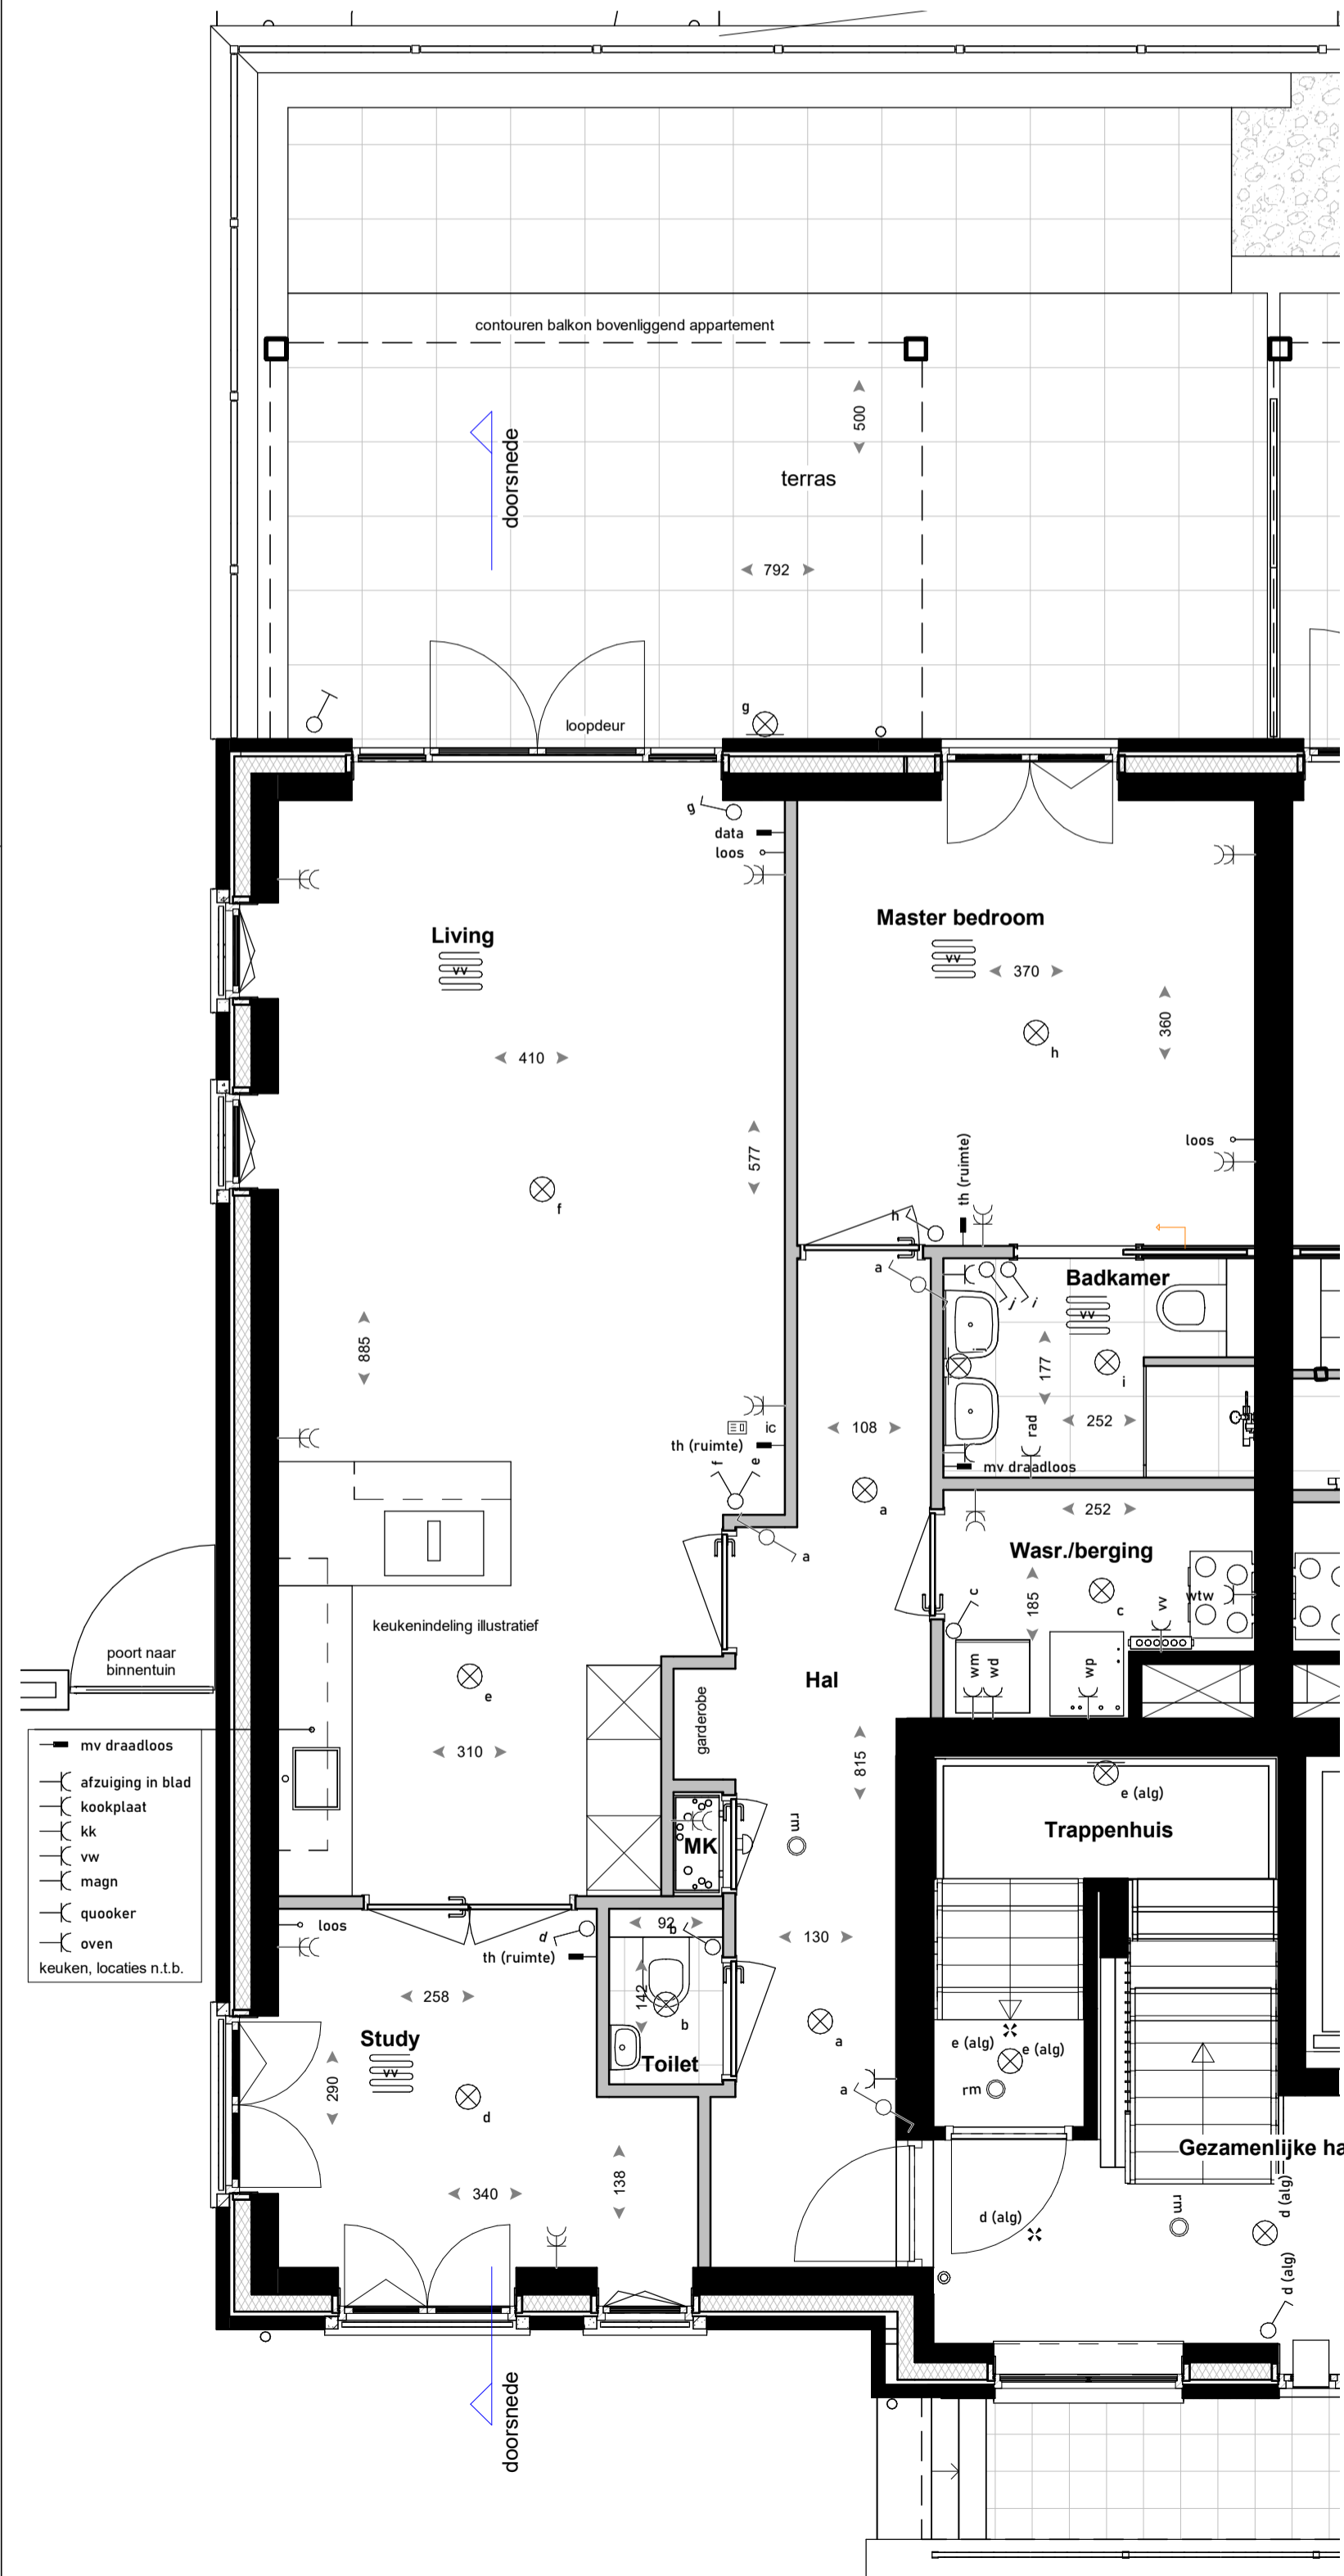 contouren balkon bovenliggend appartement
500
doorsnede
terras
792
g
loopdeur
g
data
loos
Living
vv
Master bedroom
vv
370
360
h
410
577
f
loos
th (ruimte)
h
a
Badkamer
j
i
vv
j
177
i
885
252
rad
108
ic
th (ruimte)
f
e
mv draadloos
a
a
252
Wasr./berging
185
c
c
vv
wtw
keukenindeling illustratief
poort naar
binnentuin
e
wm
wd
wp
Hal
garderobe
310
815
mv draadloos
afzuiging in blad
kookplaat
kk
vw
magn
quooker
oven
keuken, locaties n.t.b.
e (alg)
Trappenhuis
rm
MK
loos
d
th (ruimte)
92
b
130
142
258
Study
vv
290
b
Toilet
a
d
e (alg)
e (alg)
rm
a
138
340
Gezamenlijke ha
d (alg)
d (alg)
rm
d (alg)
doorsnede